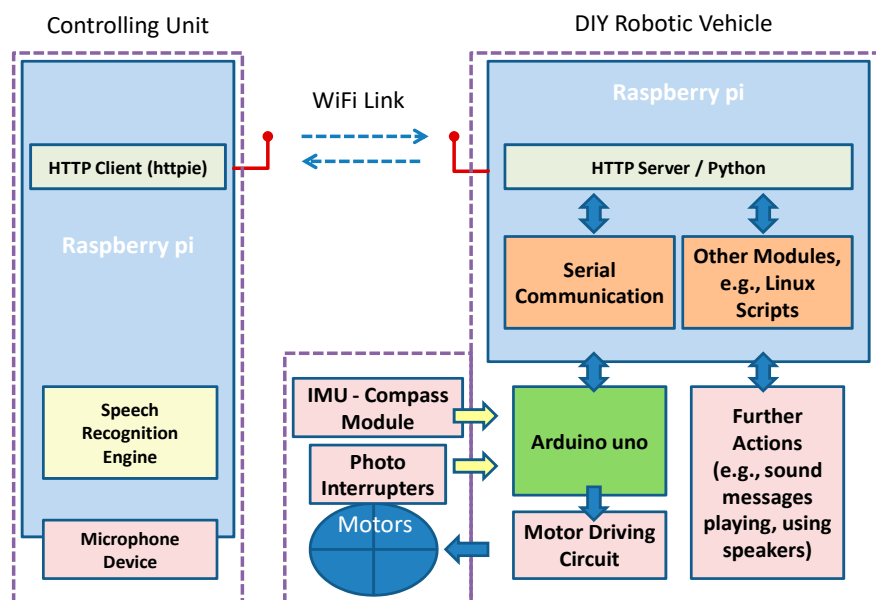 Controlling Unit
DIY Robotic Vehicle
WiFi Link
Raspberry pi
HTTP Client (httpie)
HTTP Server / Python
Raspberry pi
Serial
Communication
Other Modules,
e.g., Linux
Scripts
Speech
Recognition
Engine
IMU - Compass
Module
Arduino uno
Further
Actions
(e.g., sound
messages
playing, using
speakers)
Photo
Interrupters
Motors
Microphone
Device
Motor Driving
Circuit